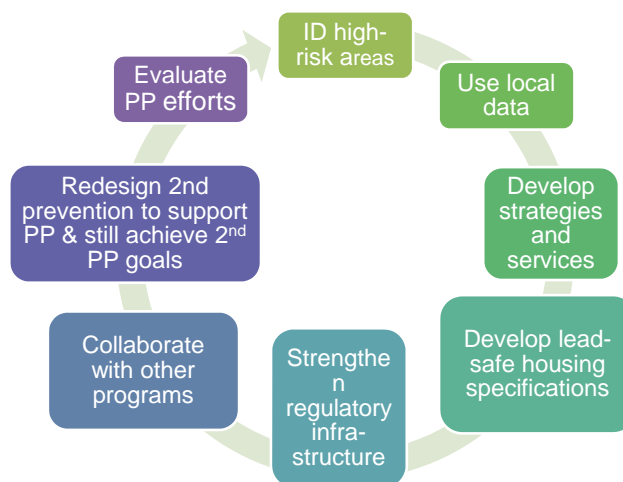 ID high-
risk areas
Use local
data
Develop
strategies
and
services
Develop lead-
safe housing
specifications
Strengthe
n
regulatory
infra-
structure
Collaborate
with other
programs
Redesign 2nd
prevention to support
PP & still achieve 2nd
PP goals
Evaluate
PP efforts